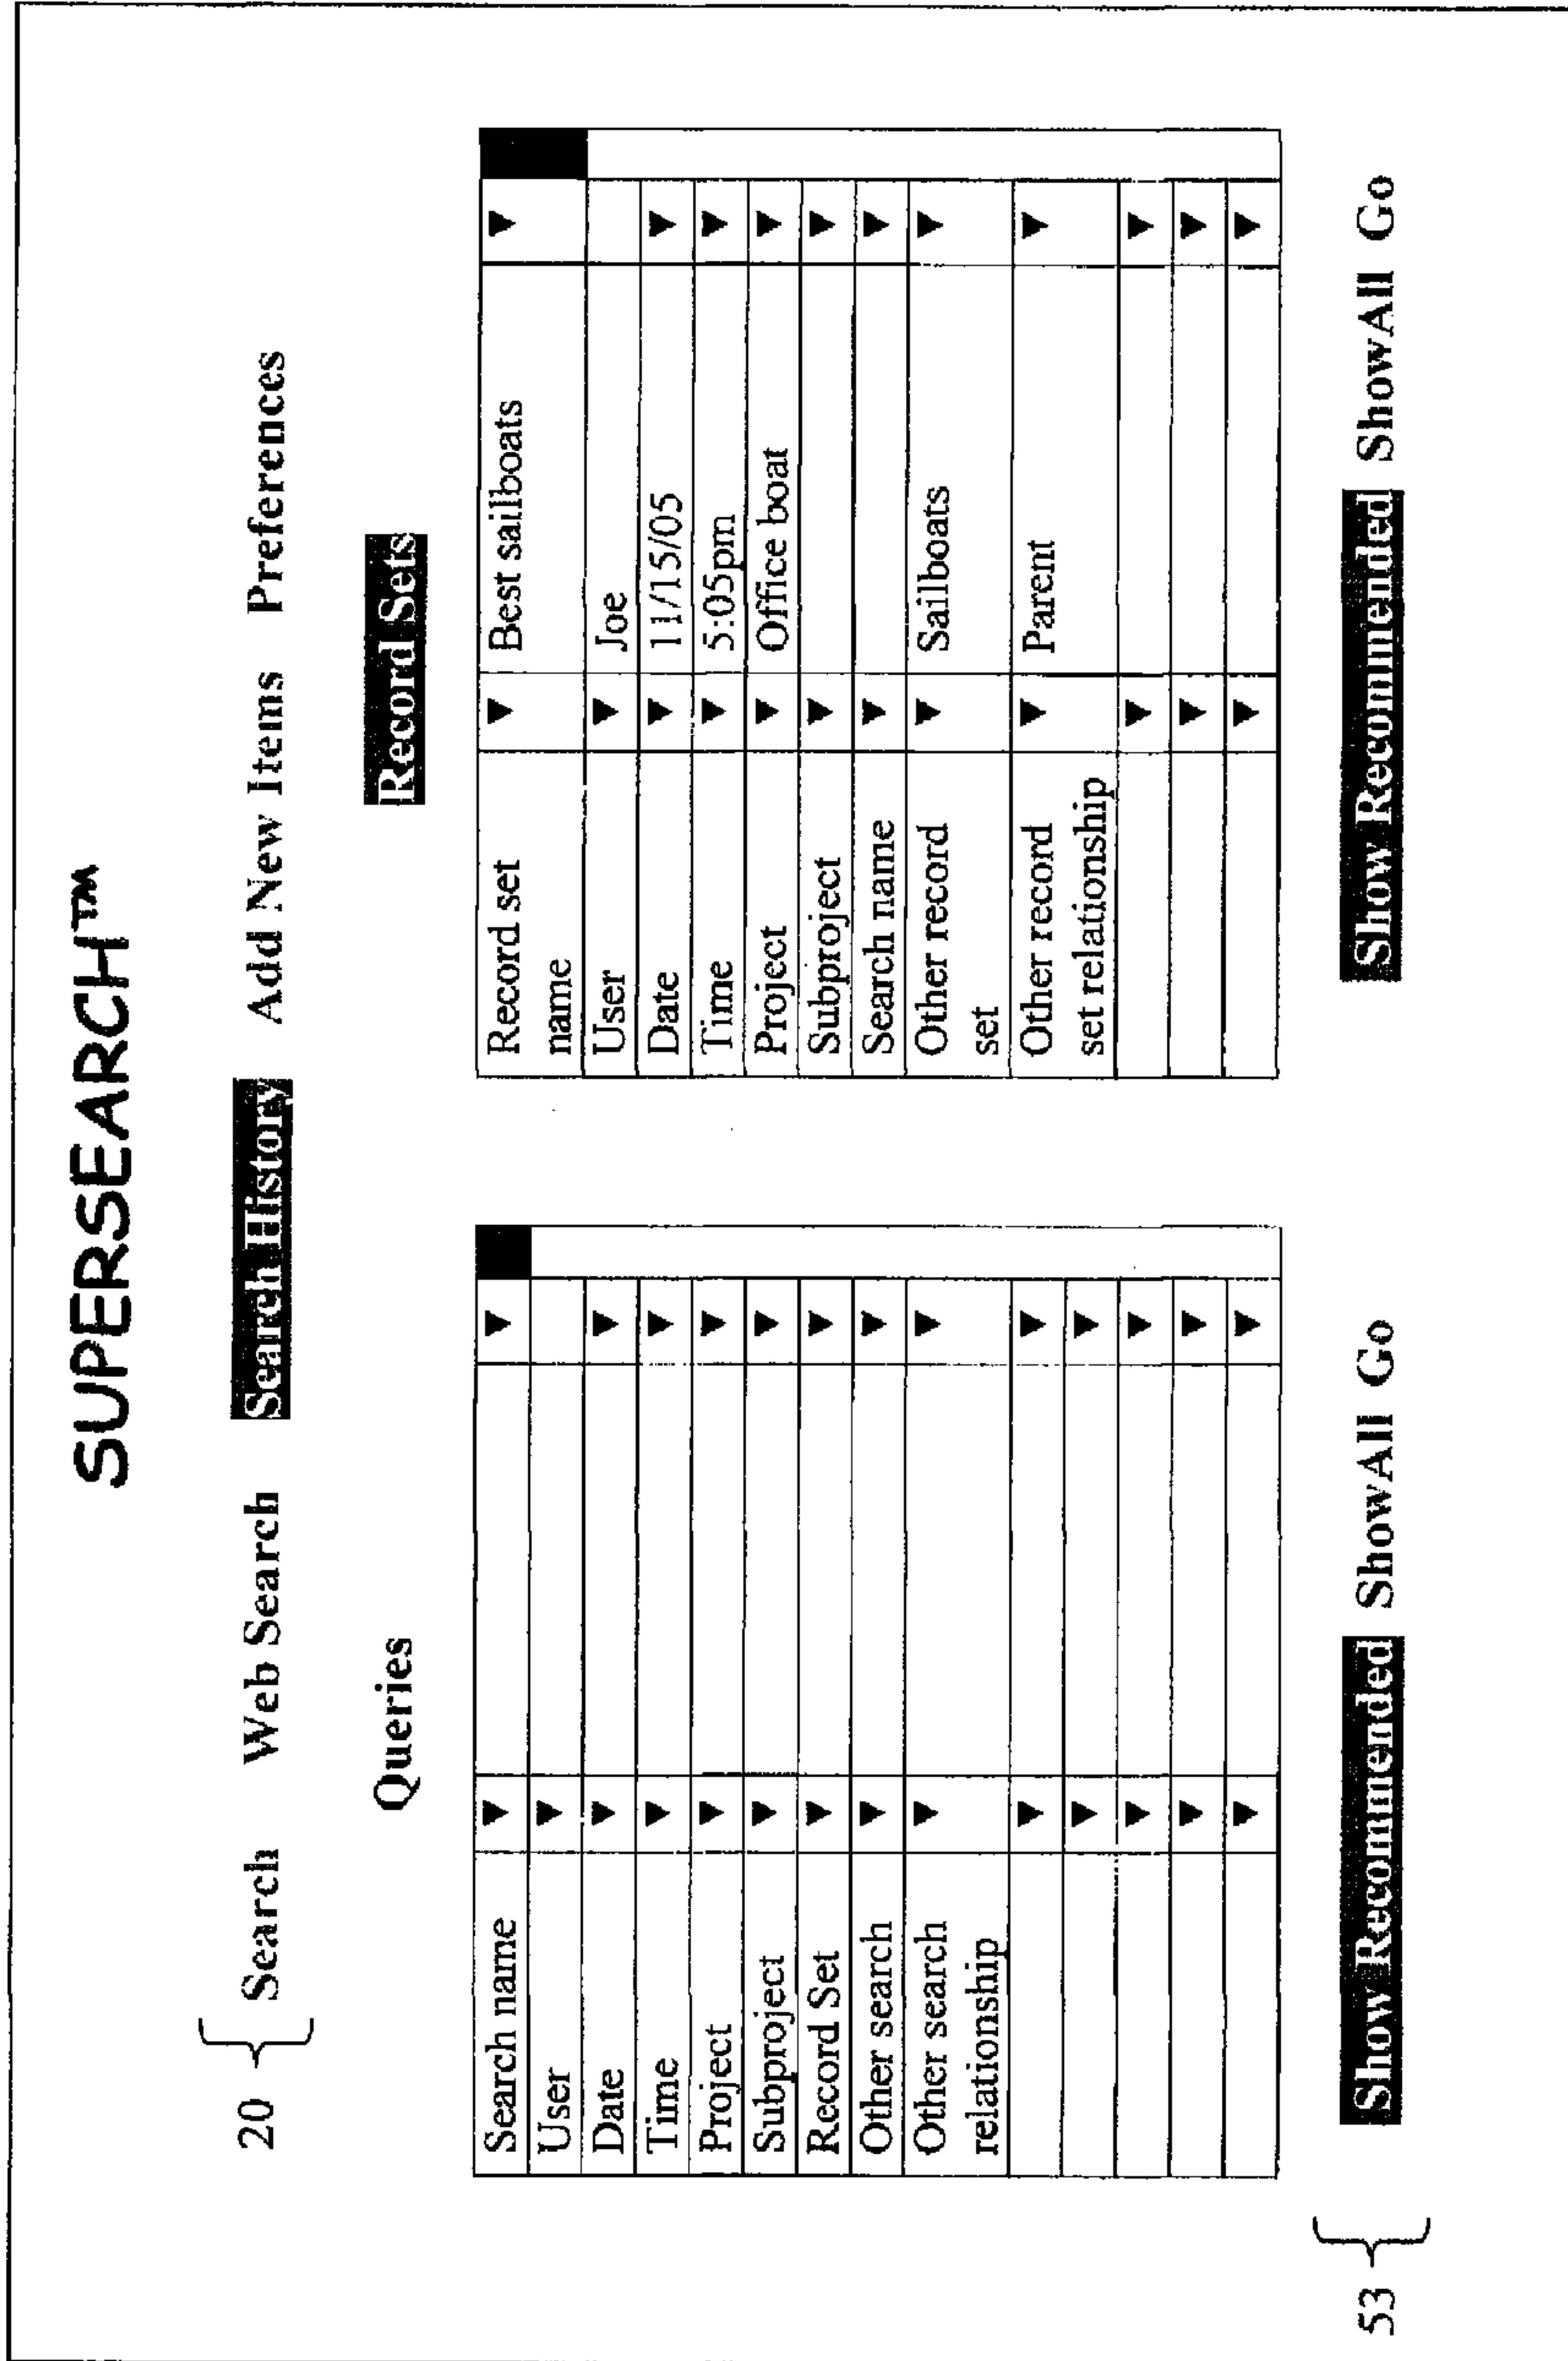 SUPERSEARCH™
20 Search Web Search Search History Add New Items Preferences
Queries
Search name ▼ ▼
User ▼
Date ▼ ▼
Time ▼ ▼
Project ▼ ▼
Subproject ▼ ▼
Record Set ▼ ▼
Other search ▼ ▼
Other search ▼ ▼
relationship
▼ ▼
▼ ▼
▼ ▼
▼ ▼
▼ ▼
Record Sets
Record set ▼ Best sailboats ▼
name
User ▼ Joe
Date ▼ 11/15/05 ▼
Time ▼ 5:05pm ▼
Project ▼ Office boat ▼
Subproject ▼ ▼
Search name ▼ ▼
Other record ▼ Sailboats ▼
set
Other record ▼ Parent ▼
set relationship
▼ ▼
▼ ▼
▼ ▼
53 Show Recommended ShowAll Go
Show Recommended ShowAll Go